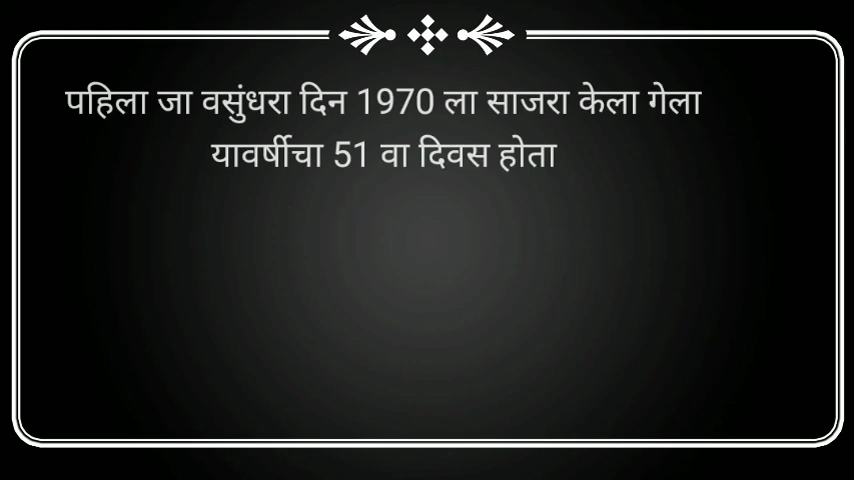 पहिला जा वसुंधरा दिन 1970 ला साजरा केला गेला
यावर्षीचा 51 वा दिवस होता